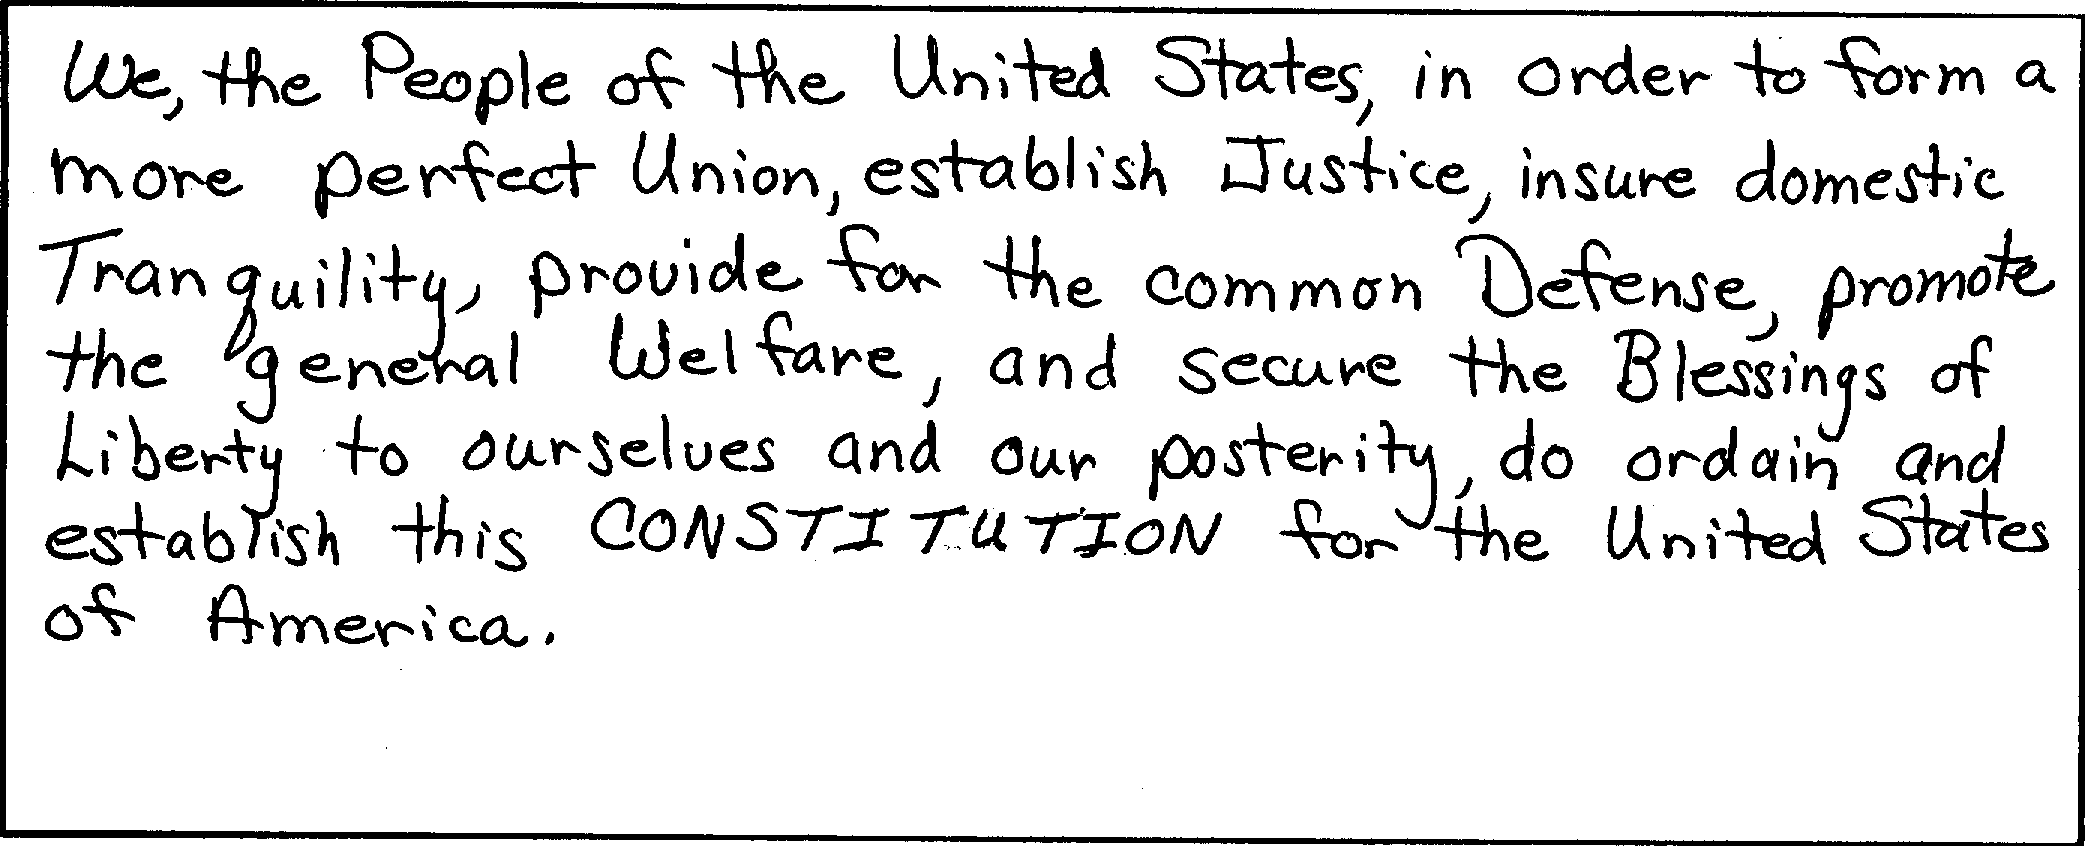 We, the People of the United States, in order to form a
more perfect Union, establish Justice, insure domestic
Tranquility, provide for the common Defense, promote
the general Welfare, and secure the Blessings of
Liberty to ourselves and our posterity, do ordain and
establish this CONSTITUTION for the United States
of America.